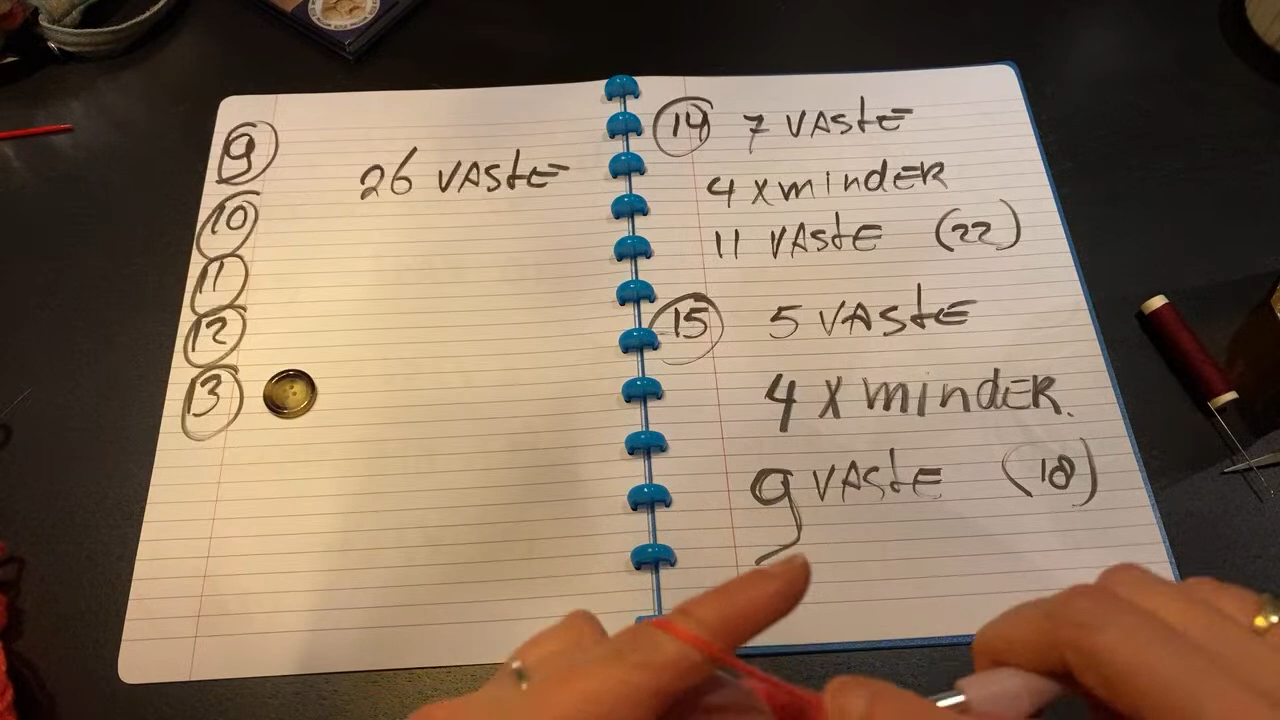 9
26 VASTE
10
11
12
13
14 7 VASTE
4 x minder
11 VASTE (22)
15 5 VASTE
4 x minder.
9 VASTE (18)